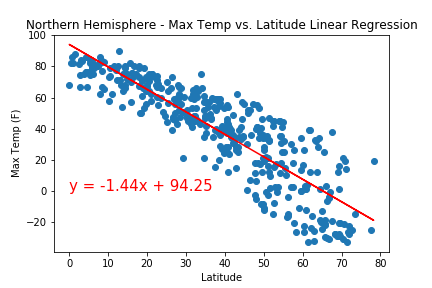 Northern Hemisphere - Max Temp vs. Latitude Linear Regression
100
80
60
40
20
0
−20
Max Temp (F)
y = -1.44x + 94.25
0 10 20 30 40 50 60 70 80
Latitude